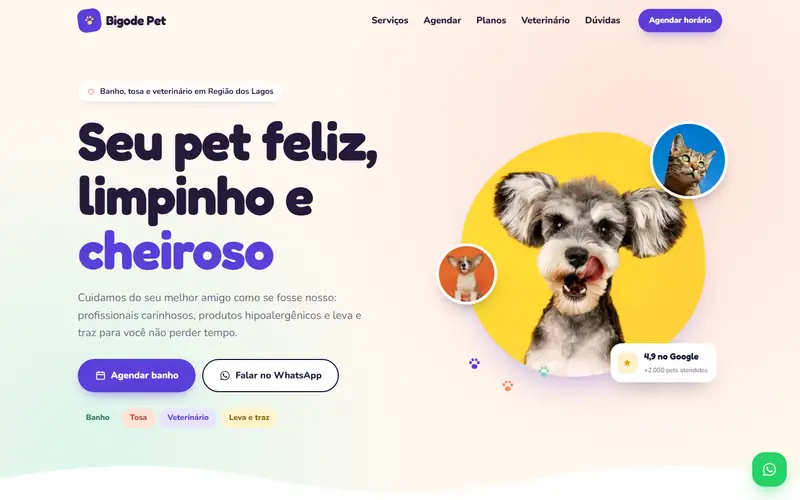 Bigode Pet
Serviços
Agendar
Planos
Veterinário
Dúvidas
Agendar horário
Banho, tosa e veterinário em Região dos Lagos
Seu pet feliz,
limpinho e
cheiroso
Cuidamos do seu melhor amigo como se fosse nosso:
profissionais carinhosos, produtos hipoalergênicos e leva e
traz para você não perder tempo.
Agendar banho
Falar no WhatsApp
Banho
Tosa
Veterinário
Leva e traz
4,9 no Google
+2.000 pets atendidos